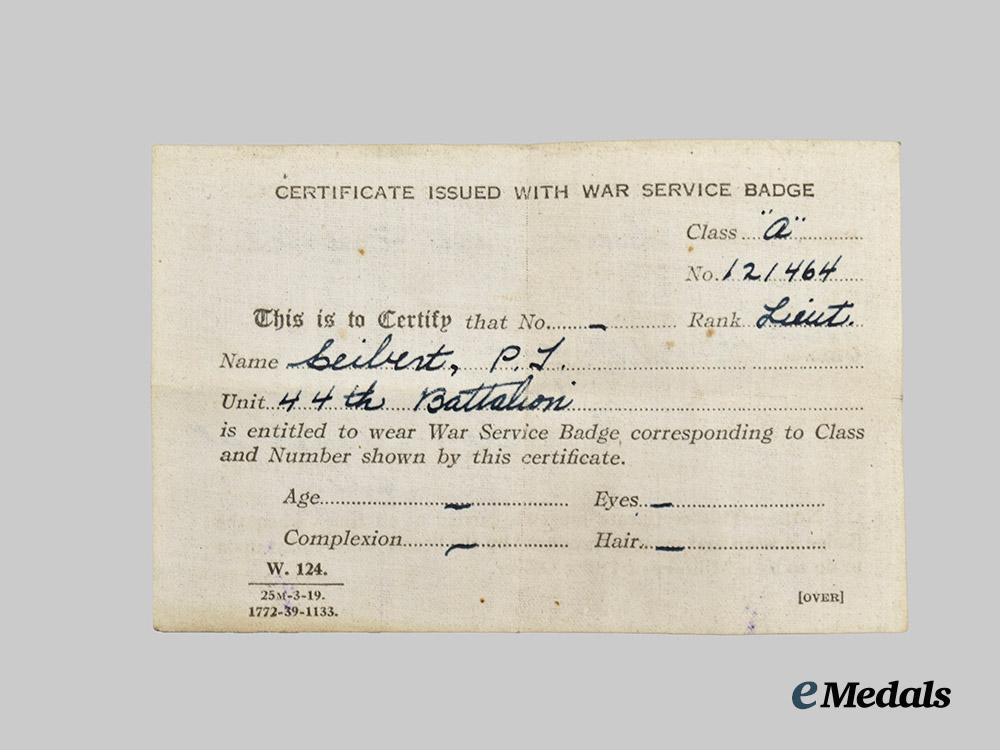 CERTIFICATE ISSUED WITH WAR SERVICE BADGE
Class "A"
No. 121464
This is to Certify that No. – Rank Lieut.
Name Seibert, P. J.
Unit 44th Battalion
is entitled to wear War Service Badge corresponding to Class
and Number shown by this certificate.
Age – Eyes –
Complexion – Hair –
W. 124.
25M-3-19.
1772-39-1133.
[OVER]
eMedals